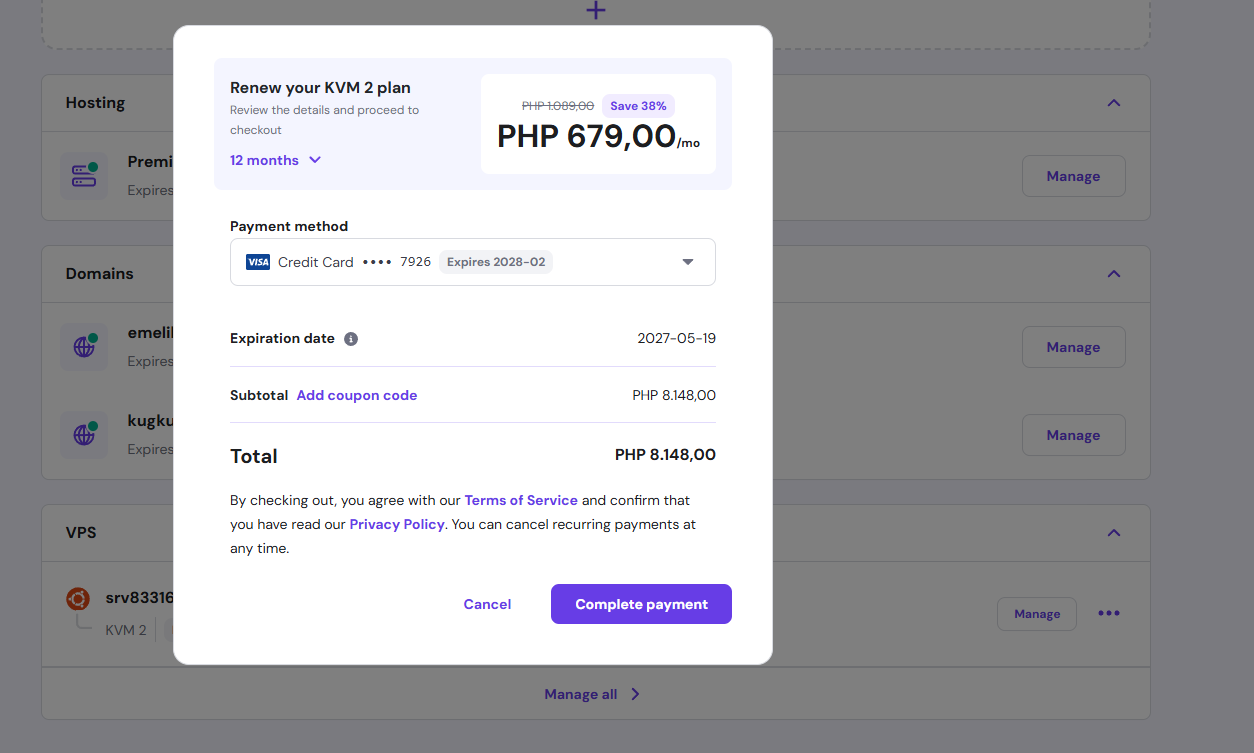 Hosting
Premi
Expires
Manage
Domains
Expires
Manage
Expires
Manage
VPS
srv83316
KVM 2
Manage
Manage all
Renew your KVM 2 plan
Review the details and proceed to
checkout
12 months
PHP 1.089,00 Save 38%
PHP 679,00/mo
Payment method
VISA Credit Card •••• 7926 Expires 2028-02
Expiration date 2027-05-19
Subtotal Add coupon code PHP 8.148,00
Total PHP 8.148,00
By checking out, you agree with our Terms of Service and confirm that
you have read our Privacy Policy. You can cancel recurring payments at
any time.
Cancel
Complete payment